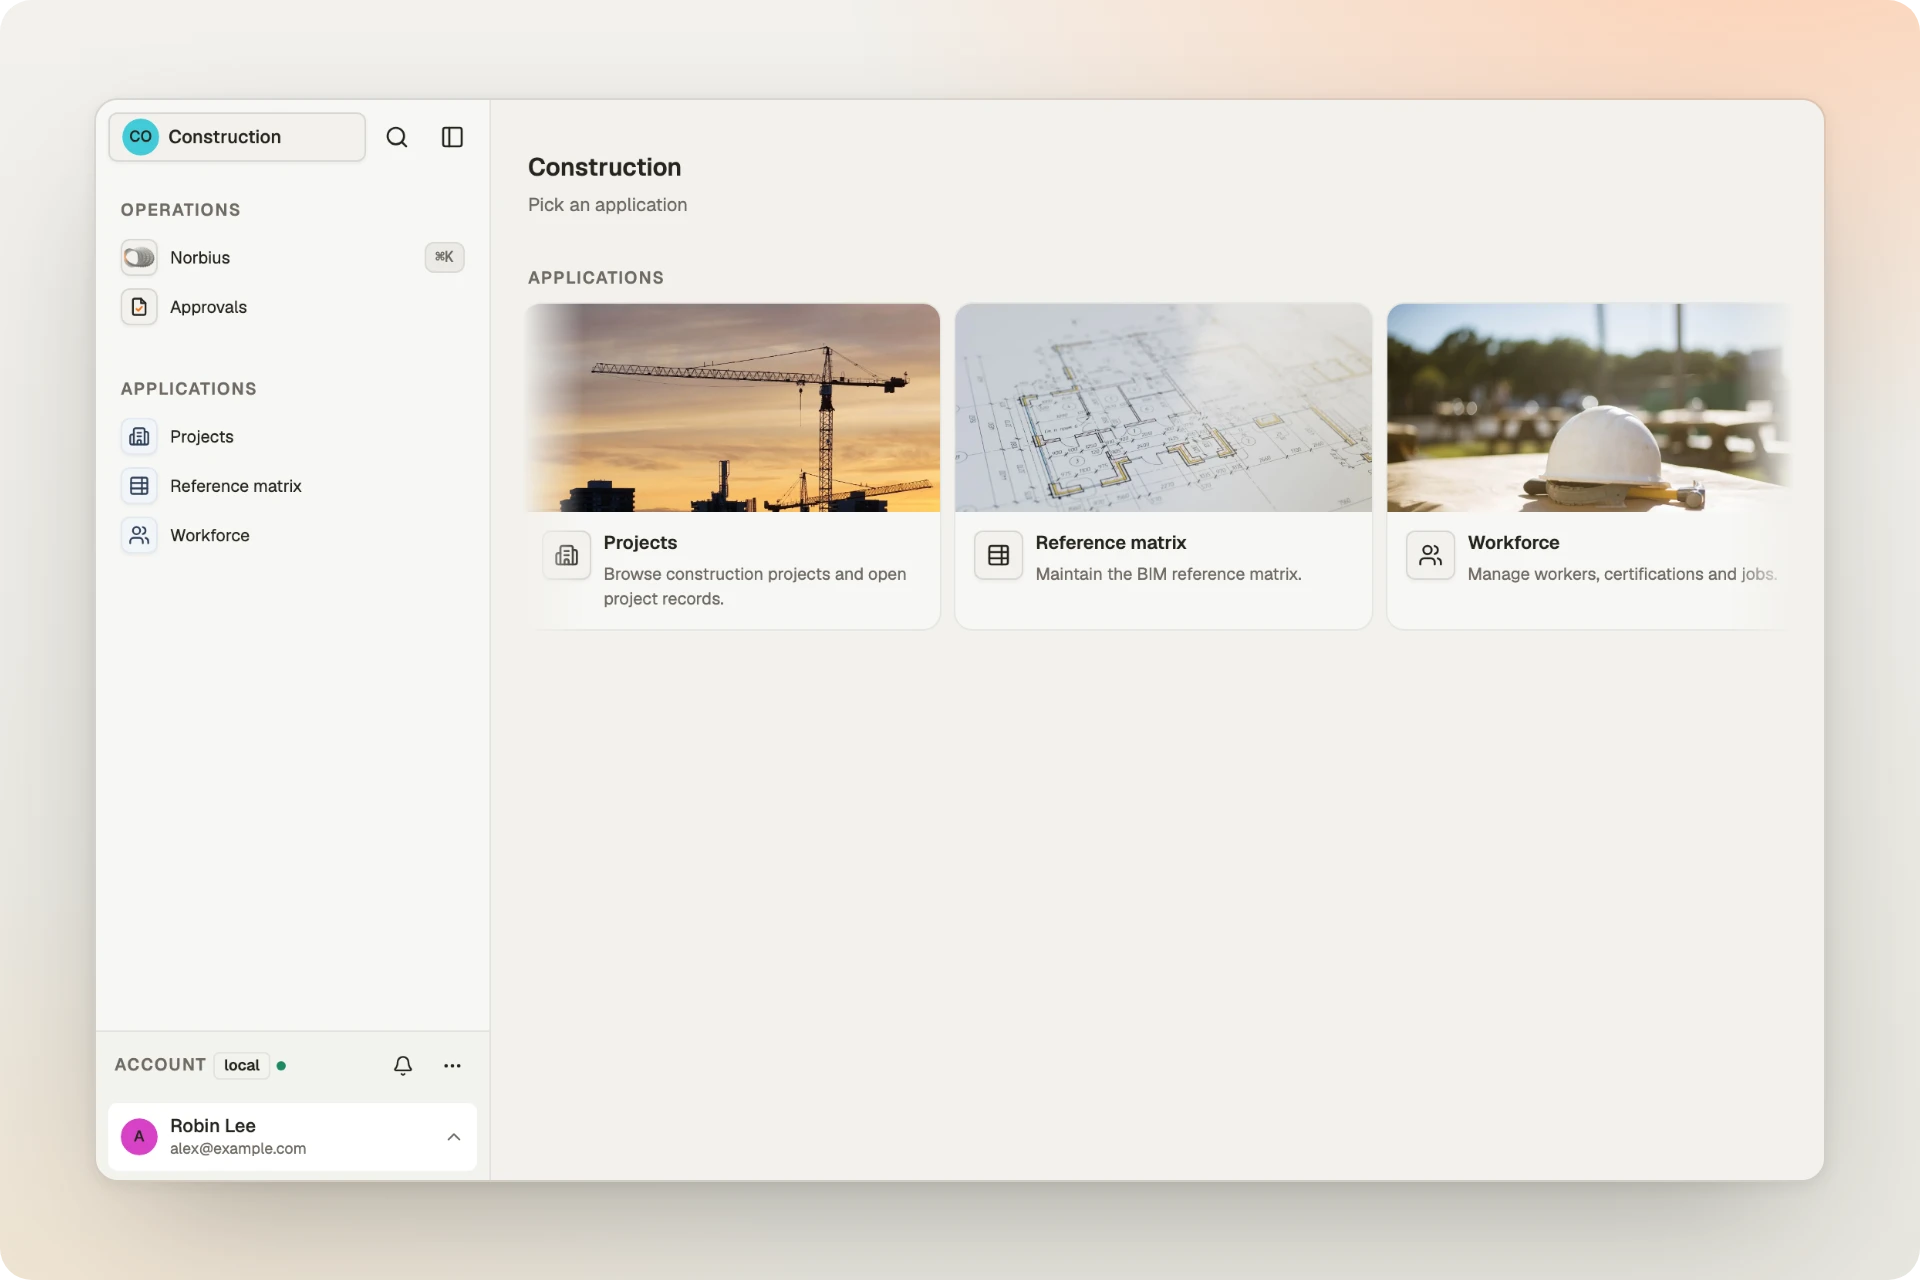 CO Construction
OPERATIONS
Norbius ⌘K
Approvals
APPLICATIONS
Projects
Reference matrix
Workforce
ACCOUNT local
A
Robin Lee
alex@example.com
Construction
Pick an application
APPLICATIONS
Projects
Browse construction projects and open
project records.
Reference matrix
Maintain the BIM reference matrix.
Workforce
Manage workers, certifications and jobs.